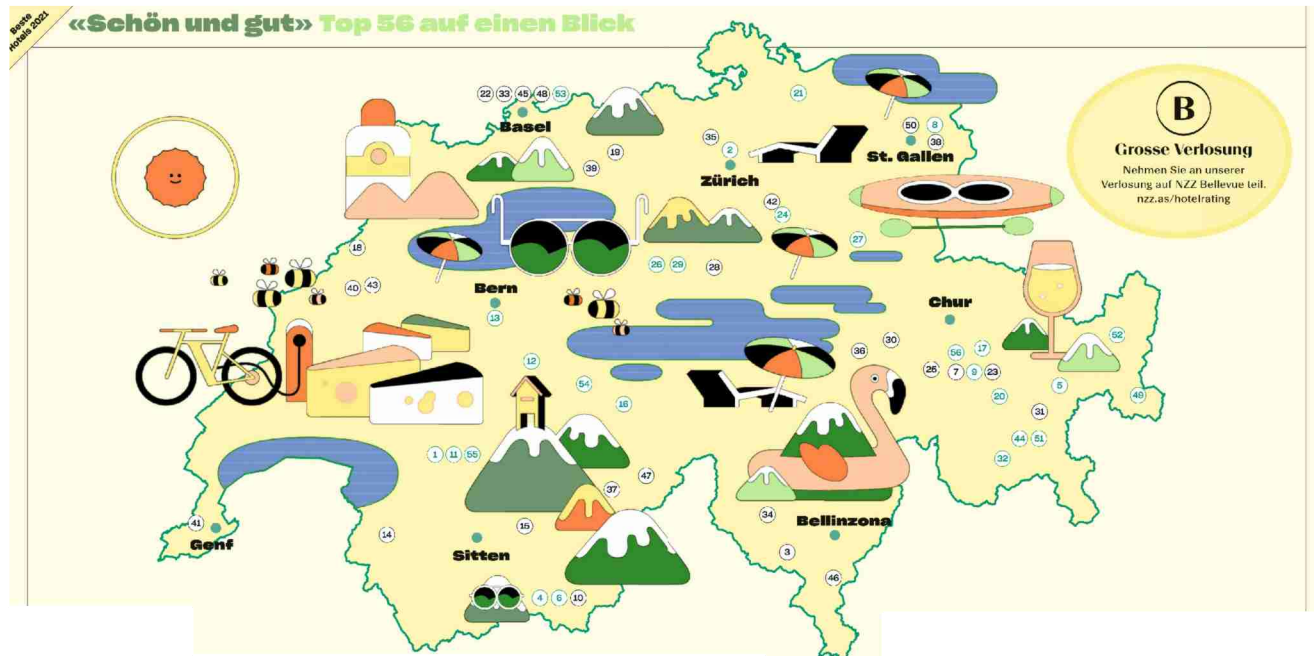 Beste
Hotels 2021
«Schön und gut» Top 56 auf einen Blick
B
Grosse Verlosung
Nehmen Sie an unserer
Verlosung auf NZZ Bellevue teil.
nzz.as/hotelrating
22 33 45 48 53
Basel
21
50 8
38
St. Gallen
35
2
Zürich
19
39
42
24
27
18
40 43
26 29 28
Bern
13
Chur
52
30
36
56 17
25 7 9 23
5
49
20
31
44 51
32
12
54
16
1 11 55
47
37
15
34
Bellinzona
3
46
41
Genf
14
Sitten
4 6 10